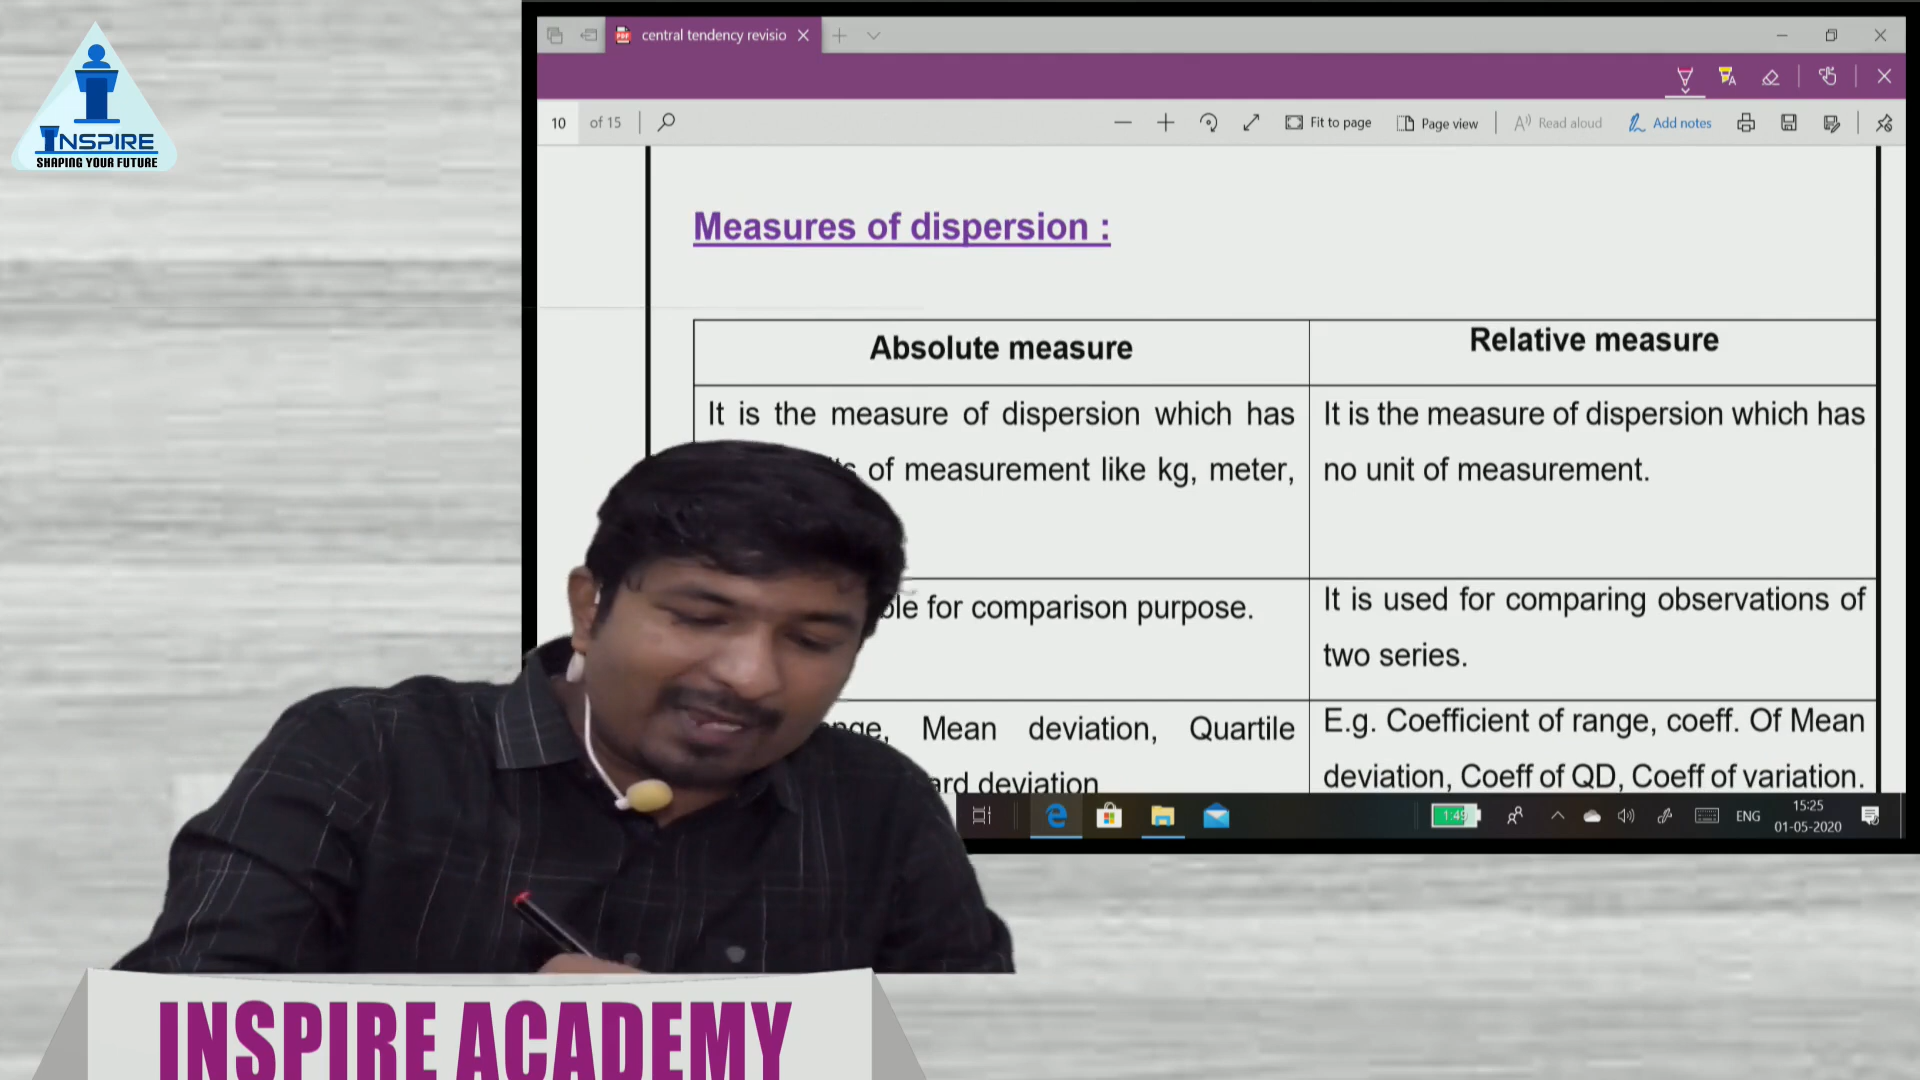 INSPIRE
SHAPING YOUR FUTURE
central tendency revisio
10 of 15
Fit to page
Page view
Read aloud
Add notes
Measures of dispersion :
Absolute measure
It is the measure of dispersion which has
of measurement like kg, meter,
for comparison purpose.
Mean deviation, Quartile
deviation
Relative measure
It is the measure of dispersion which has
no unit of measurement.
It is used for comparing observations of
two series.
E.g. Coefficient of range, coeff. Of Mean
deviation, Coeff of QD, Coeff of variation.
1:49
ENG
15:25
01-05-2020
INSPIRE ACADEMY